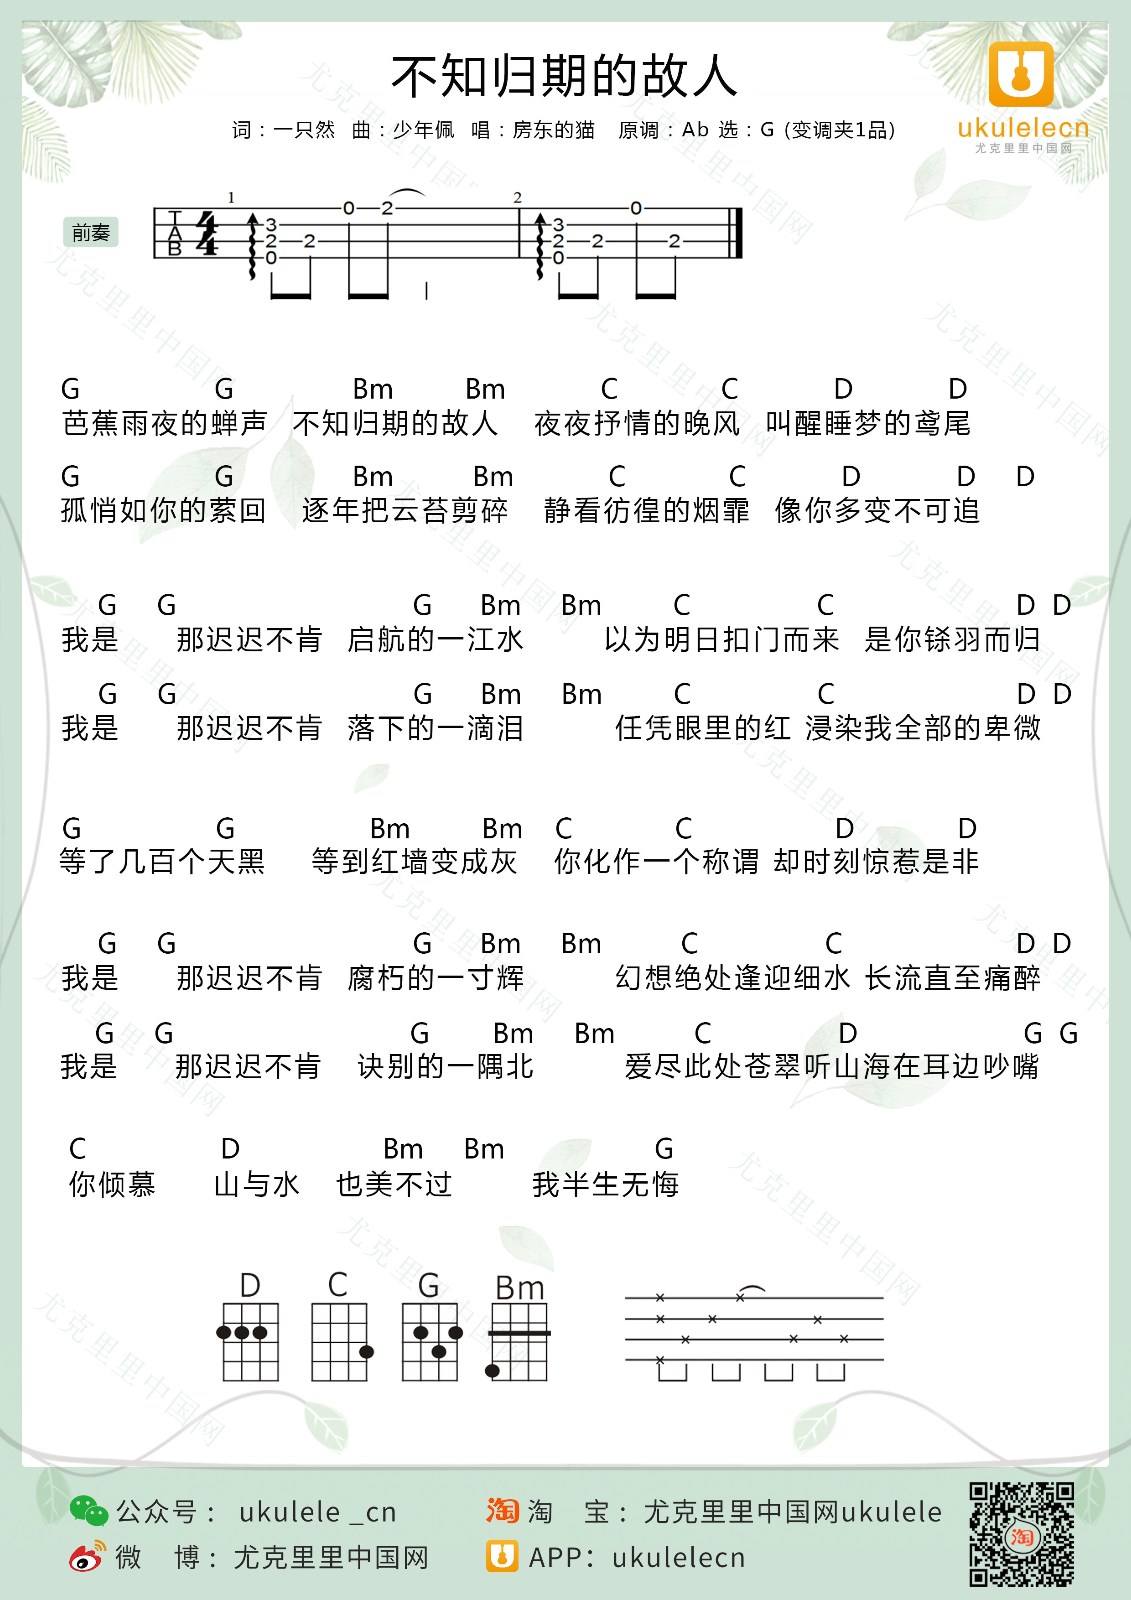 不知归期的故人
词：一只然 曲：少年佩 唱：房东的猫 原调：Ab 选：G (变调夹1品)
ukulelecn
尤克里里中国网
前奏
1 2
T A B 4 4
0 2 0
3 3
2 2 2 2 2
0 0
G G Bm Bm C C D D
芭蕉雨夜的蝉声 不知归期的故人 夜夜抒情的晚风 叫醒睡梦的鸢尾
G G Bm Bm C C D D D
孤悄如你的萦回 逐年把云苔剪碎 静看彷徨的烟霏 像你多变不可追
G G G Bm Bm C C D D
我是 那迟迟不肯 启航的一江水 以为明日扣门而来 是你铩羽而归
G G G Bm Bm C C D D
我是 那迟迟不肯 落下的一滴泪 任凭眼里的红 浸染我全部的卑微
G G Bm Bm C C D D
等了几百个天黑 等到红墙变成灰 你化作一个称谓 却时刻惊惹是非
G G G Bm Bm C C D D
我是 那迟迟不肯 腐朽的一寸辉 幻想绝处逢迎细水 长流直至痛醉
G G G Bm Bm C D G G
我是 那迟迟不肯 诀别的一隅北 爱尽此处苍翠听山海在耳边吵嘴
C D Bm Bm G
你倾慕 山与水 也美不过 我半生无悔
D C G Bm
公众号： ukulele _cn
淘 淘 宝：尤克里里中国网ukulele
微 博：尤克里里中国网
APP：ukulelecn
淘